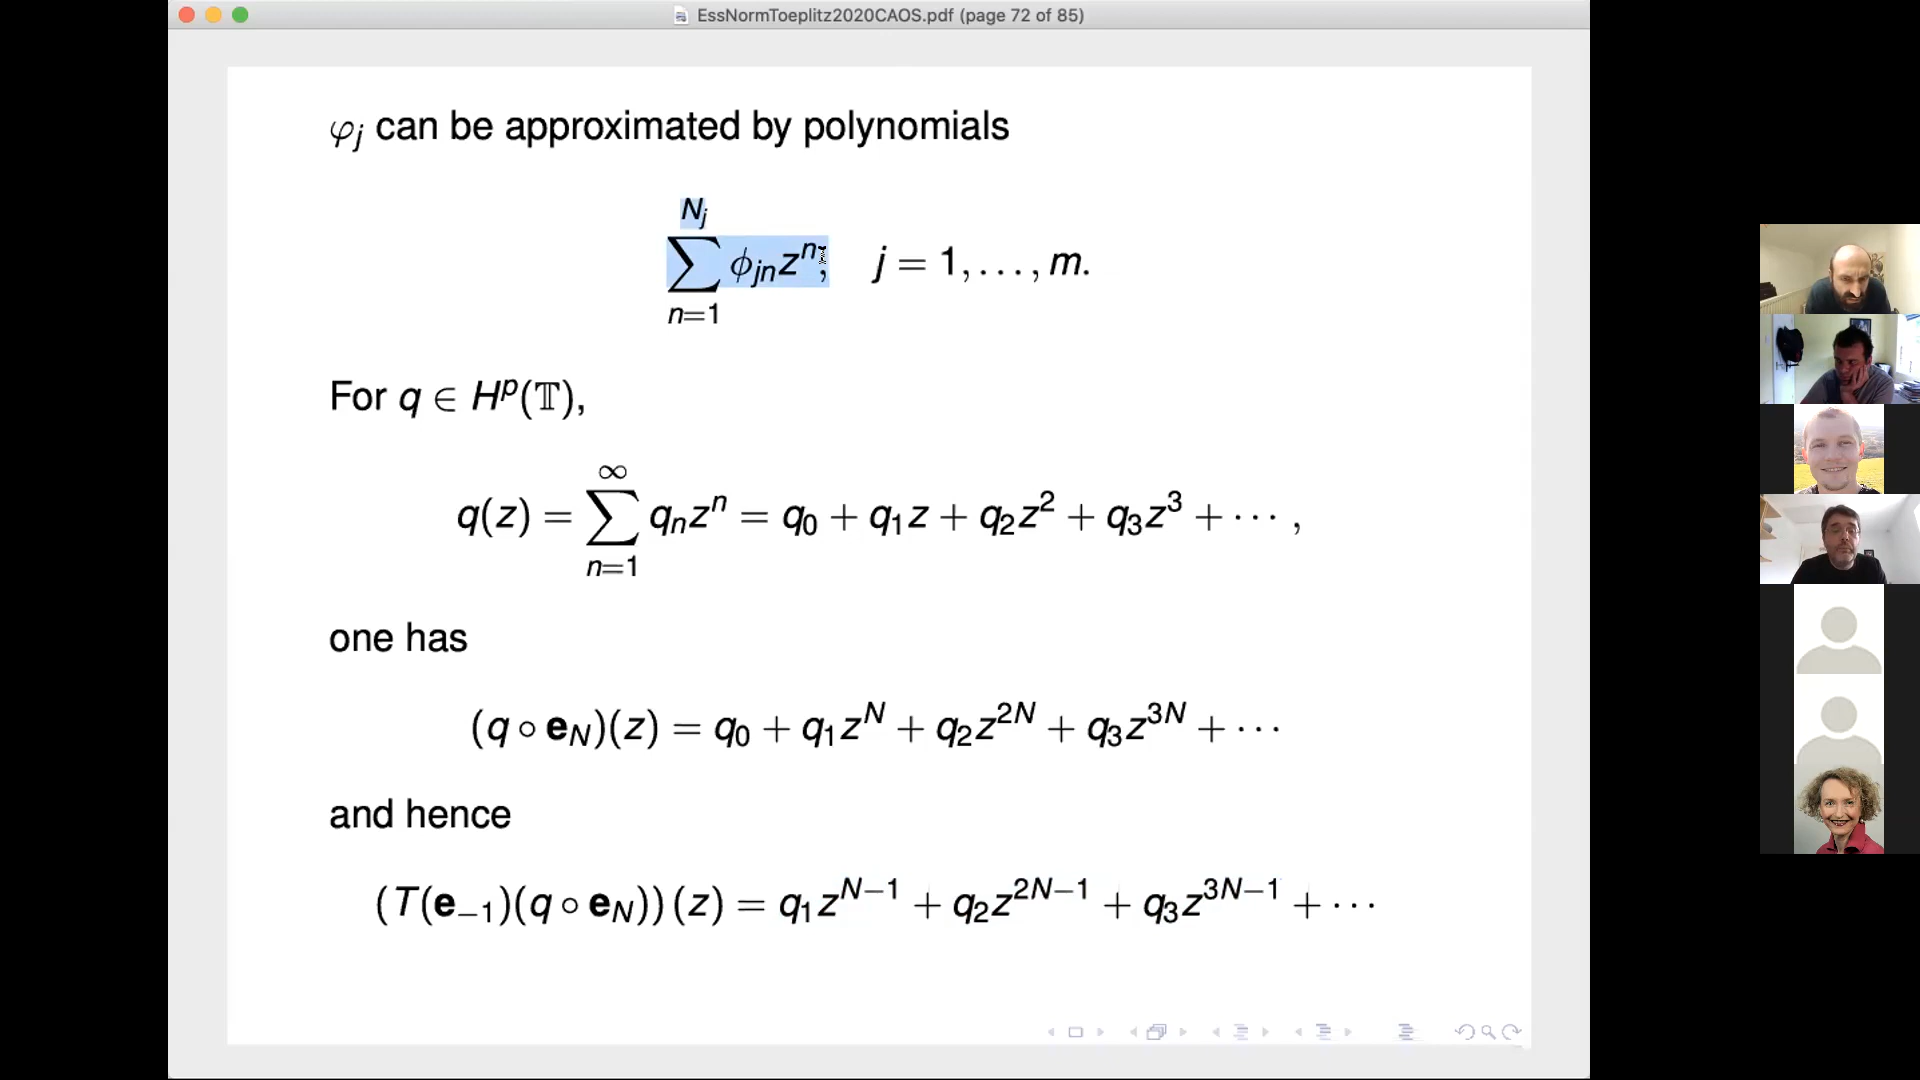 EssNormToeplitz2020CAOS.pdf (page 72 of 85)
φ_j can be approximated by polynomials
∑_{n=1}^{N_j} ϕ_{jn} z^n, j = 1, . . . , m.
For q ∈ H^p(𝕋),
q(z) = ∑_{n=1}^{∞} q_n z^n = q_0 + q_1 z + q_2 z^2 + q_3 z^3 + · · · ,
one has
(q ∘ e_N)(z) = q_0 + q_1 z^N + q_2 z^{2N} + q_3 z^{3N} + · · ·
and hence
(T(e_{−1})(q ∘ e_N)) (z) = q_1 z^{N−1} + q_2 z^{2N−1} + q_3 z^{3N−1} + · · ·